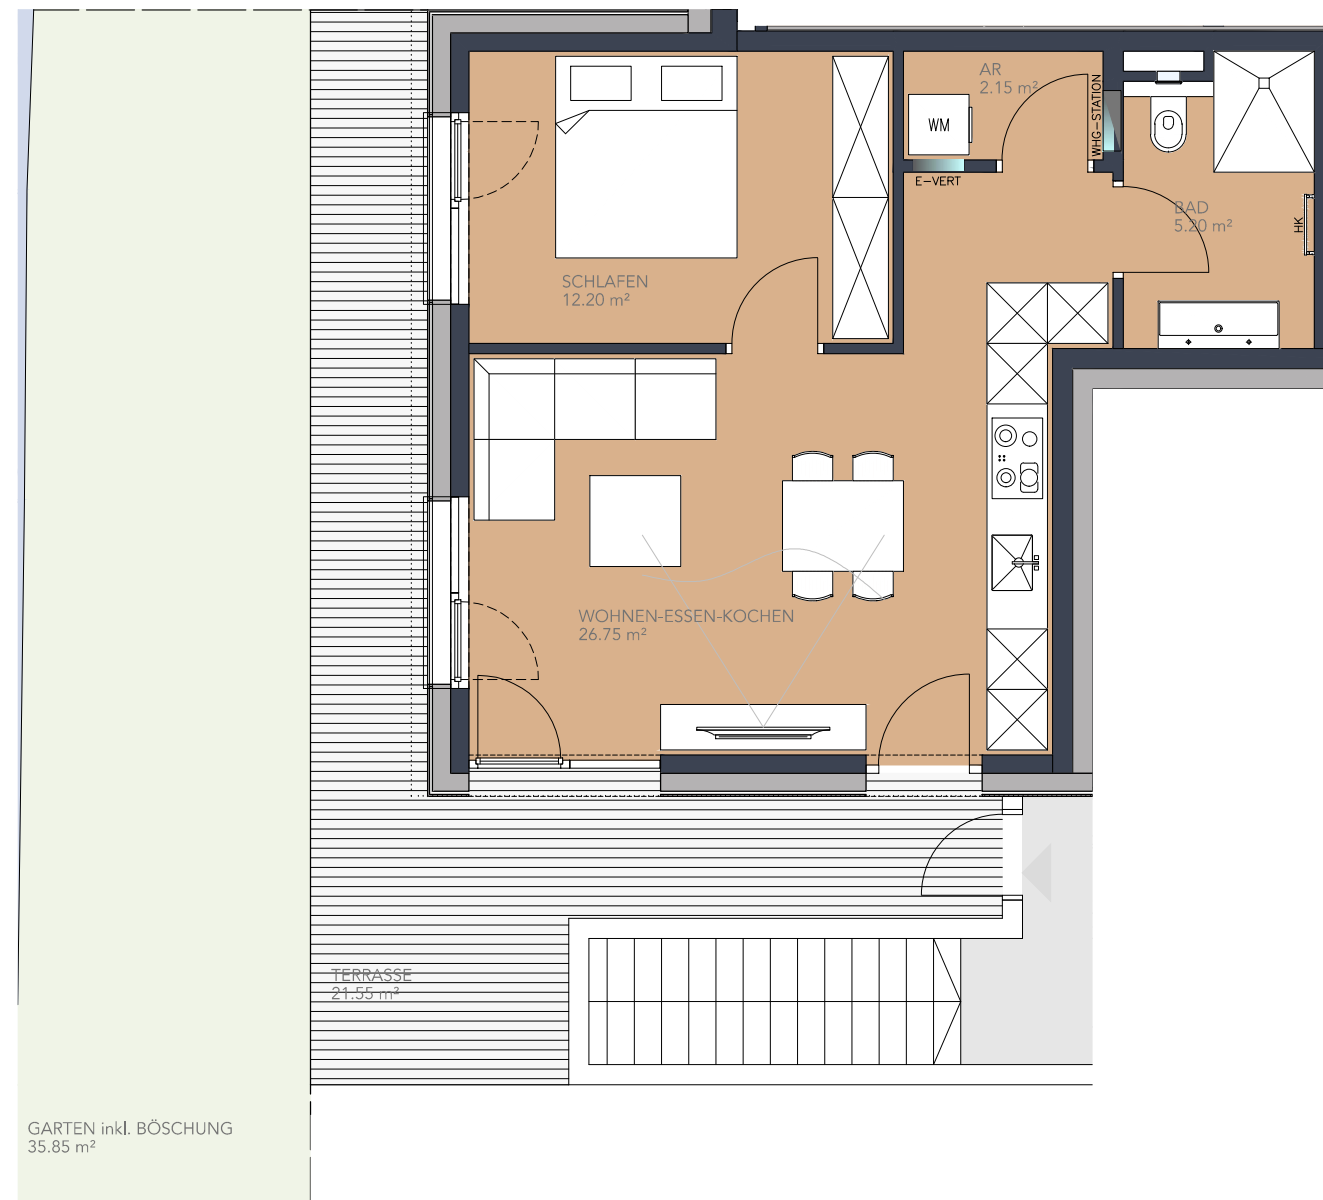 AR
2.15 m²
WM
WHG-STATION
E-VERT
BAD
5.20 m²
HK
SCHLAFEN
12.20 m²
WOHNEN-ESSEN-KOCHEN
26.75 m²
TERRASSE
21.55 m²
GARTEN inkl. BÖSCHUNG
35.85 m²